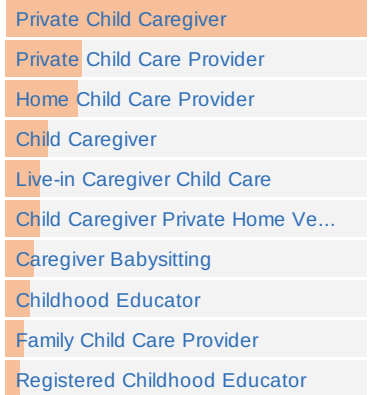 Private Child Caregiver
Private Child Care Provider
Home Child Care Provider
Child Caregiver
Live-in Caregiver Child Care
Child Caregiver Private Home Ve...
Caregiver Babysitting
Childhood Educator
Family Child Care Provider
Registered Childhood Educator